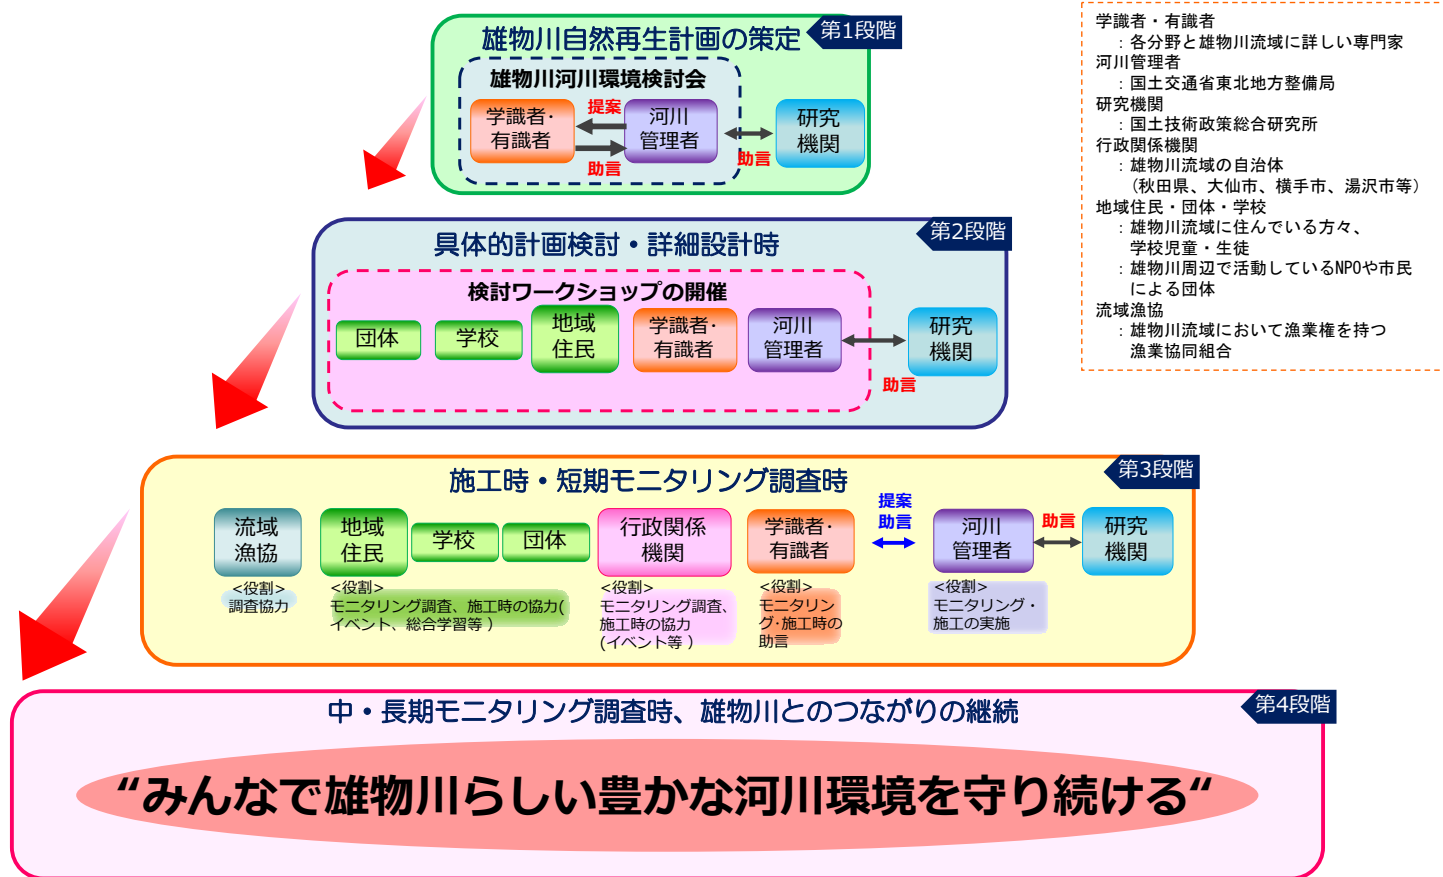 雄物川自然再生計画の策定
第1段階
雄物川河川環境検討会
学識者・
有識者
提案
助言
河川
管理者
助言
研究
機関
具体的計画検討・詳細設計時
第2段階
検討ワークショップの開催
団体
学校
地域
住民
学識者・
有識者
河川
管理者
助言
研究
機関
施工時・短期モニタリング調査時
第3段階
流域
漁協
<役割>
調査協力
地域
住民
学校
団体
<役割>
モニタリング調査、施工時の協力(
イベント、総合学習等 )
行政関係
機関
<役割>
モニタリング調査、
施工時の協力
(イベント等 )
学識者・
有識者
<役割>
モニタリン
グ・施工時の
助言
提案
助言
河川
管理者
<役割>
モニタリング・
施工の実施
助言
研究
機関
中・長期モニタリング調査時、雄物川とのつながりの継続
第4段階
“みんなで雄物川らしい豊かな河川環境を守り続ける“
学識者・有識者
：各分野と雄物川流域に詳しい専門家
河川管理者
：国土交通省東北地方整備局
研究機関
：国土技術政策総合研究所
行政関係機関
：雄物川流域の自治体
（秋田県、大仙市、横手市、湯沢市等）
地域住民・団体・学校
：雄物川流域に住んでいる方々、
学校児童・生徒
：雄物川周辺で活動しているNPOや市民
による団体
流域漁協
：雄物川流域において漁業権を持つ
漁業協同組合